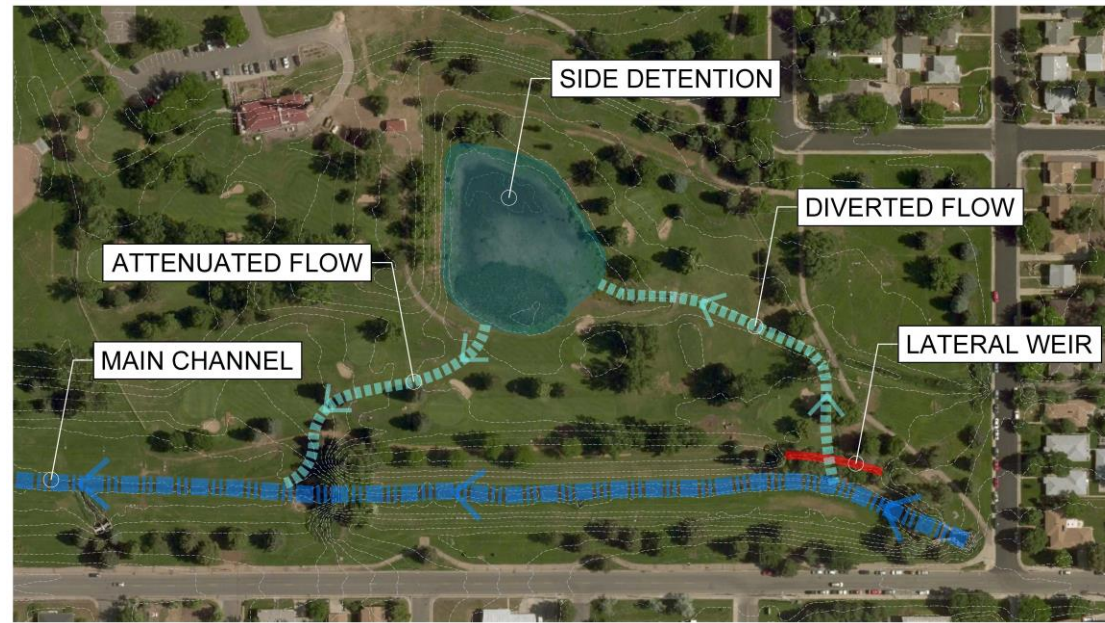 SIDE DETENTION
DIVERTED FLOW
ATTENUATED FLOW
LATERAL WEIR
MAIN CHANNEL